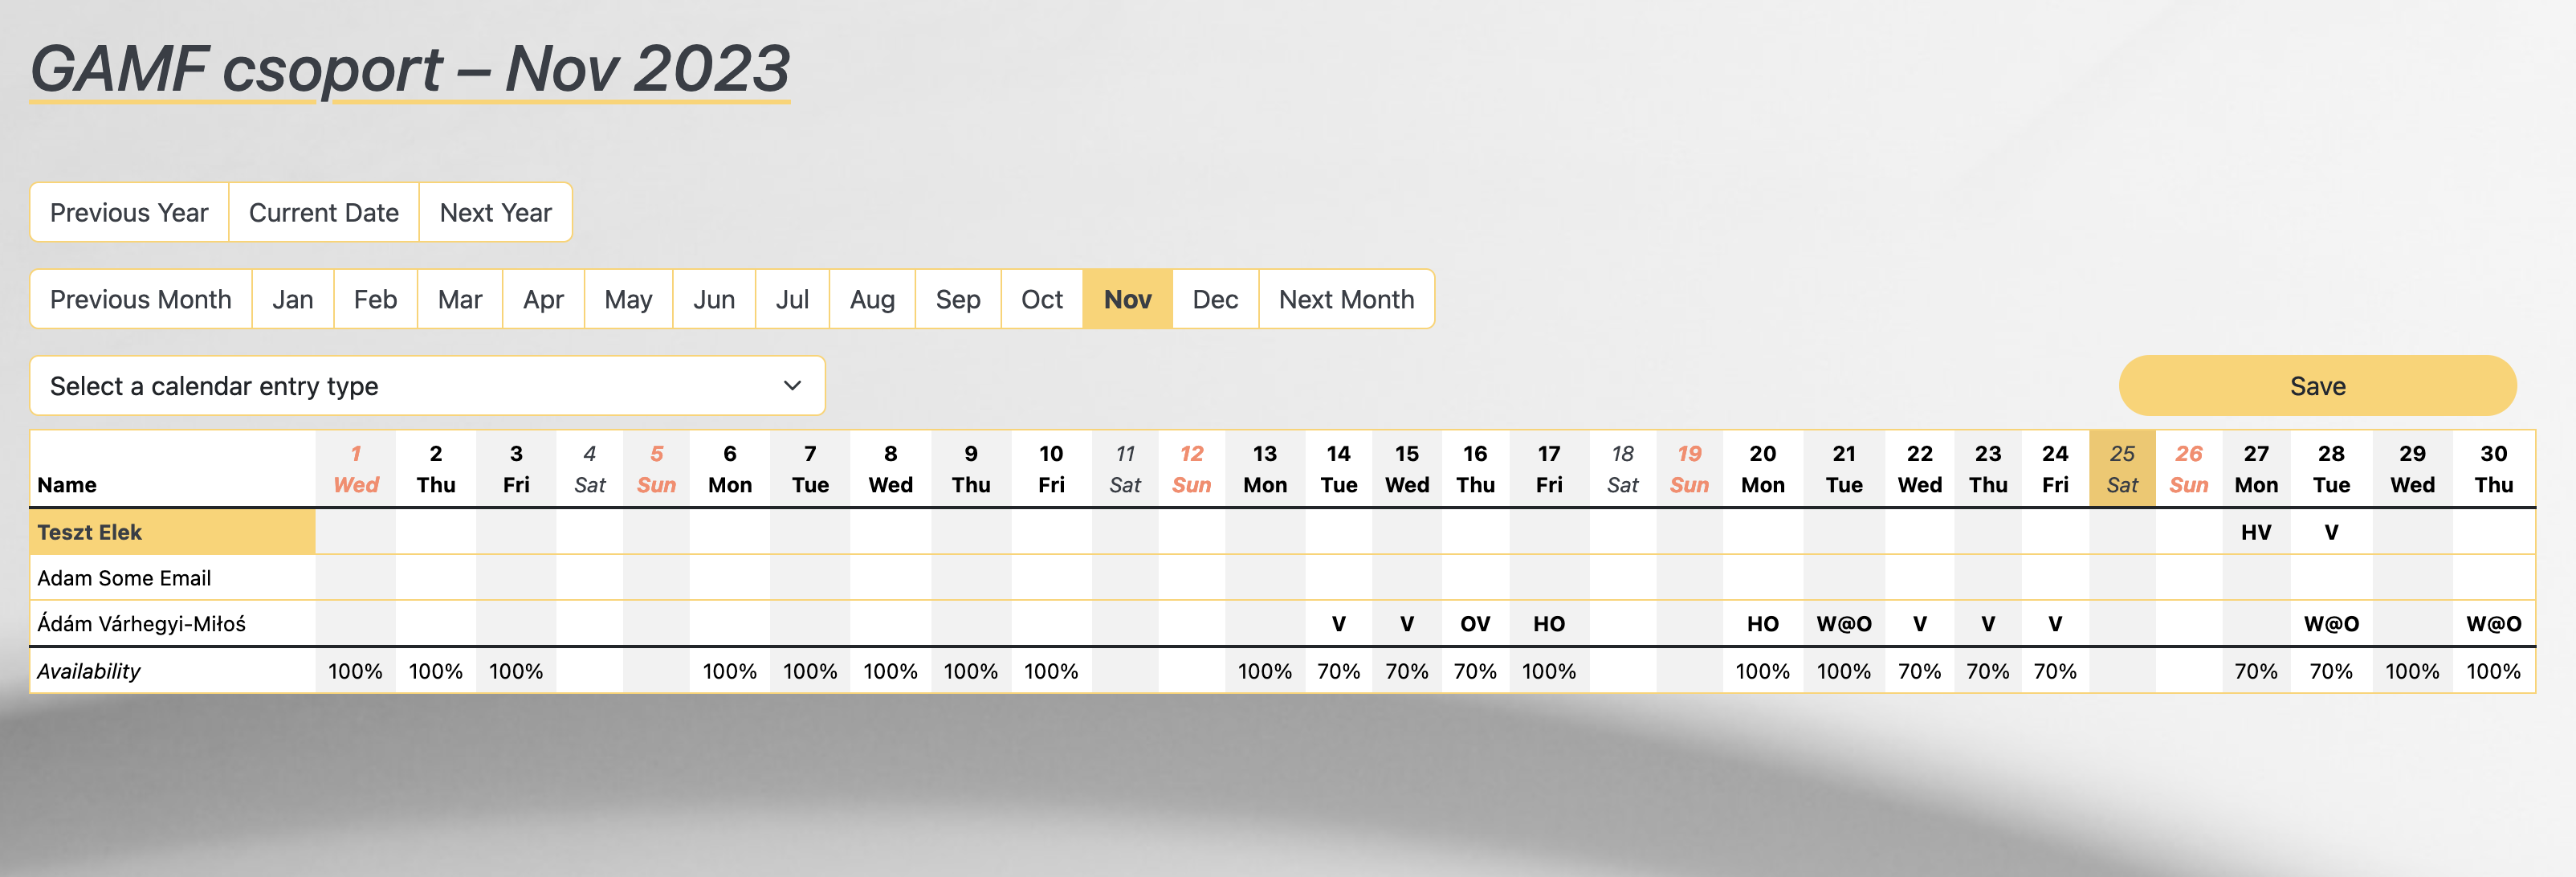 GAMF csoport – Nov 2023
Previous Year Current Date Next Year
Previous Month Jan Feb Mar Apr May Jun Jul Aug Sep Oct Nov Dec Next Month
Select a calendar entry type Save
1 2 3 4 5 6 7 8 9 10 11 12 13 14 15 16 17 18 19 20 21 22 23 24 25 26 27 28 29 30
Name Wed Thu Fri Sat Sun Mon Tue Wed Thu Fri Sat Sun Mon Tue Wed Thu Fri Sat Sun Mon Tue Wed Thu Fri Sat Sun Mon Tue Wed Thu
Teszt Elek HV V
Adam Some Email
Ádám Várhegyi-Miłoś V V OV HO HO W@O V V V W@O W@O
Availability 100% 100% 100% 100% 100% 100% 100% 100% 100% 70% 70% 70% 100% 100% 100% 70% 70% 70% 70% 70% 100% 100%